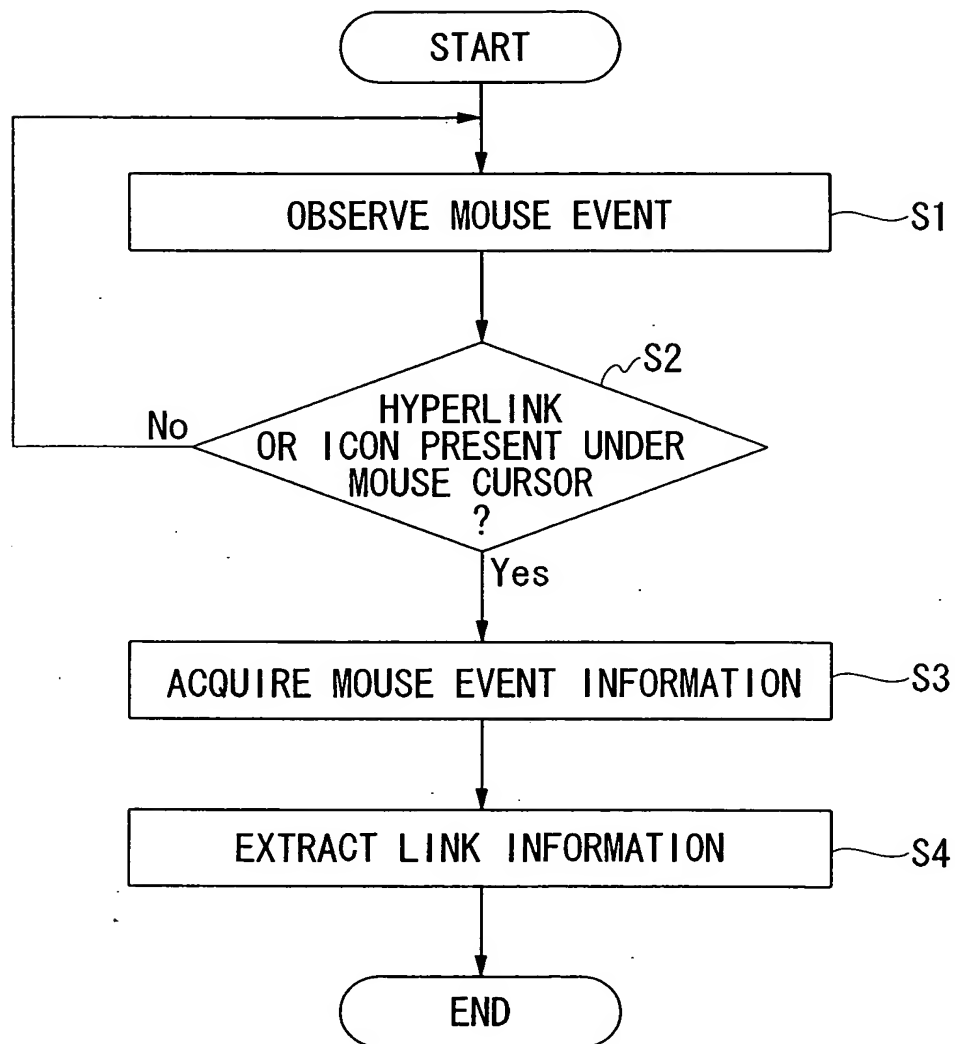 START
OBSERVE MOUSE EVENT
S1
S2
HYPERLINK
OR ICON PRESENT UNDER
MOUSE CURSOR
?
No
Yes
ACQUIRE MOUSE EVENT INFORMATION
S3
EXTRACT LINK INFORMATION
S4
END